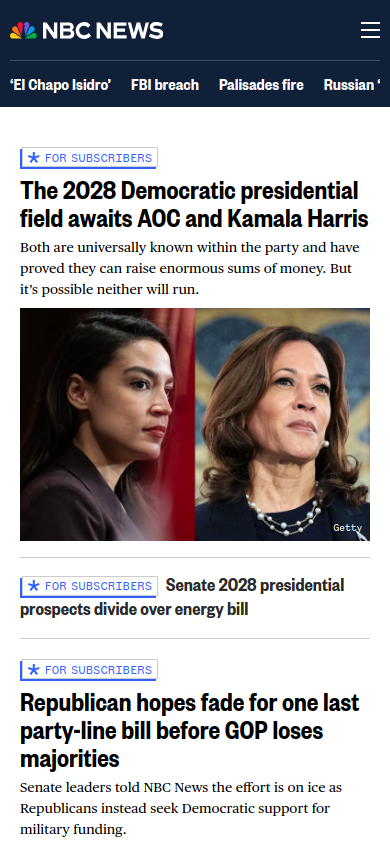 NBC NEWS
‘El Chapo Isidro’ FBI breach Palisades fire Russian ‘
FOR SUBSCRIBERS
The 2028 Democratic presidential
field awaits AOC and Kamala Harris
Both are universally known within the party and have
proved they can raise enormous sums of money. But
it’s possible neither will run.
Getty
FOR SUBSCRIBERS Senate 2028 presidential
prospects divide over energy bill
FOR SUBSCRIBERS
Republican hopes fade for one last
party-line bill before GOP loses
majorities
Senate leaders told NBC News the effort is on ice as
Republicans instead seek Democratic support for
military funding.